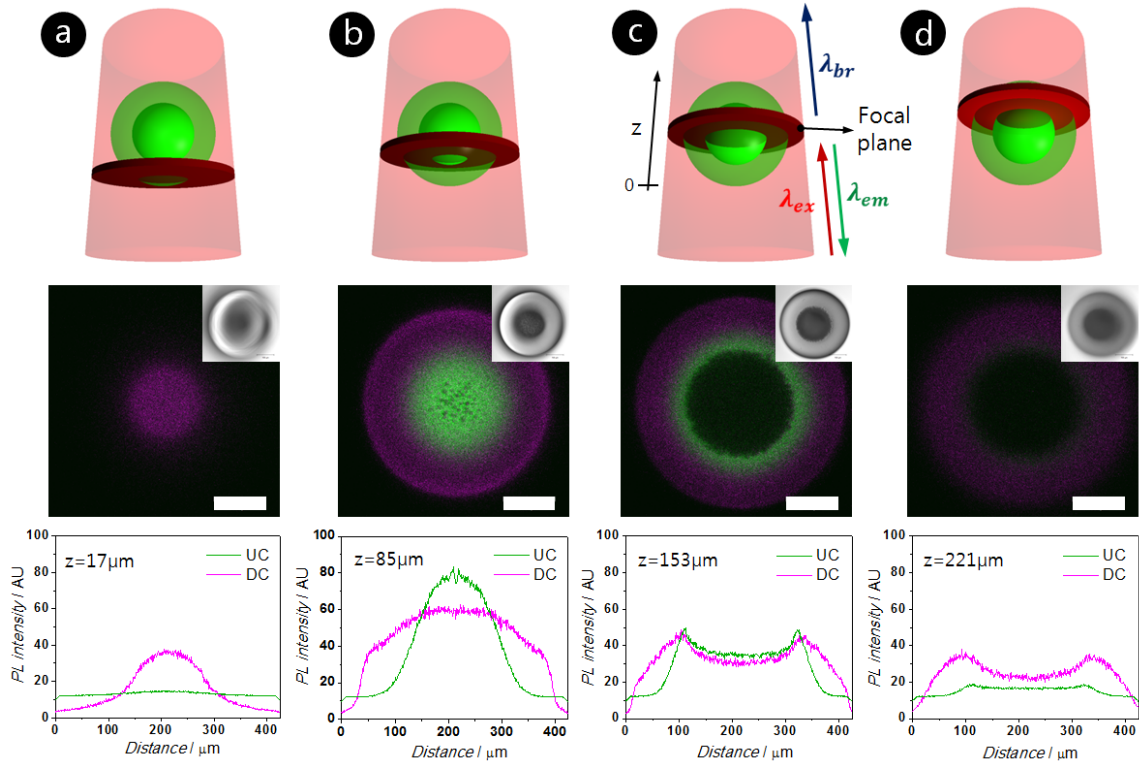 a
b
c
d
λbr
z
Focal
plane
0
λex
λem
100
80
60
40
20
0
PL intensity / AU
z=17μm
UC
DC
0 100 200 300 400
Distance / μm
100
80
60
40
20
0
PL intensity / AU
z=85μm
UC
DC
0 100 200 300 400
Distance / μm
100
80
60
40
20
0
PL intensity / AU
z=153μm
UC
DC
0 100 200 300 400
Distance / μm
100
80
60
40
20
0
PL intensity / AU
z=221μm
UC
DC
0 100 200 300 400
Distance / μm